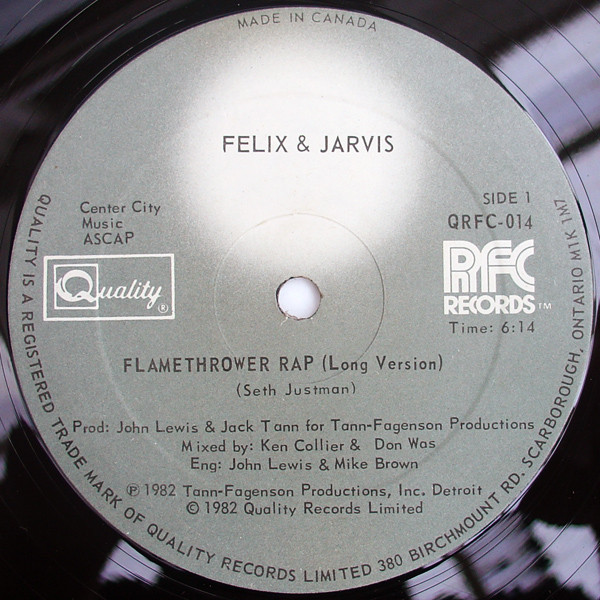 MADE IN CANADA
FELIX & JARVIS
Center City
Music
ASCAP
SIDE 1
QRFC-014
Quality ®
RFC
RECORDS™
Time: 6:14
FLAMETHROWER RAP (Long Version)
(Seth Justman)
Prod: John Lewis & Jack Tann for Tann-Fagenson Productions
Mixed by: Ken Collier & Don Was
Eng: John Lewis & Mike Brown
℗ 1982 Tann-Fagenson Productions, Inc. Detroit
© 1982 Quality Records Limited
QUALITY IS A REGISTERED TRADE MARK OF QUALITY RECORDS LIMITED 380 BIRCHMOUNT RD. SCARBOROUGH, ONTARIO M1K 1M7